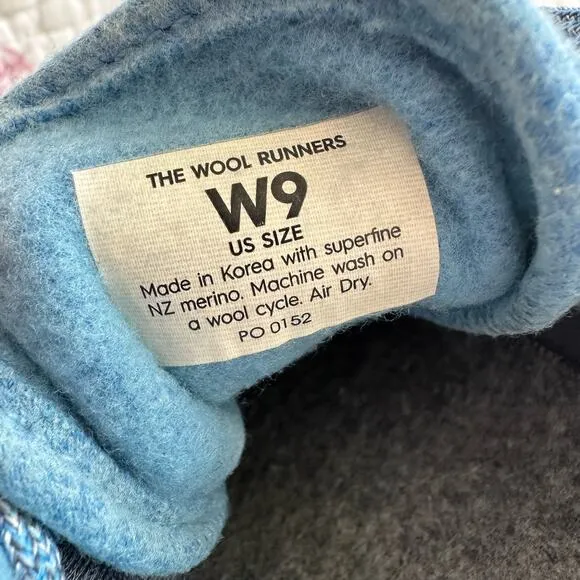 THE WOOL RUNNERS
W9
US SIZE
Made in Korea with superfine
NZ merino. Machine wash on
a wool cycle. Air Dry.
PO 0152